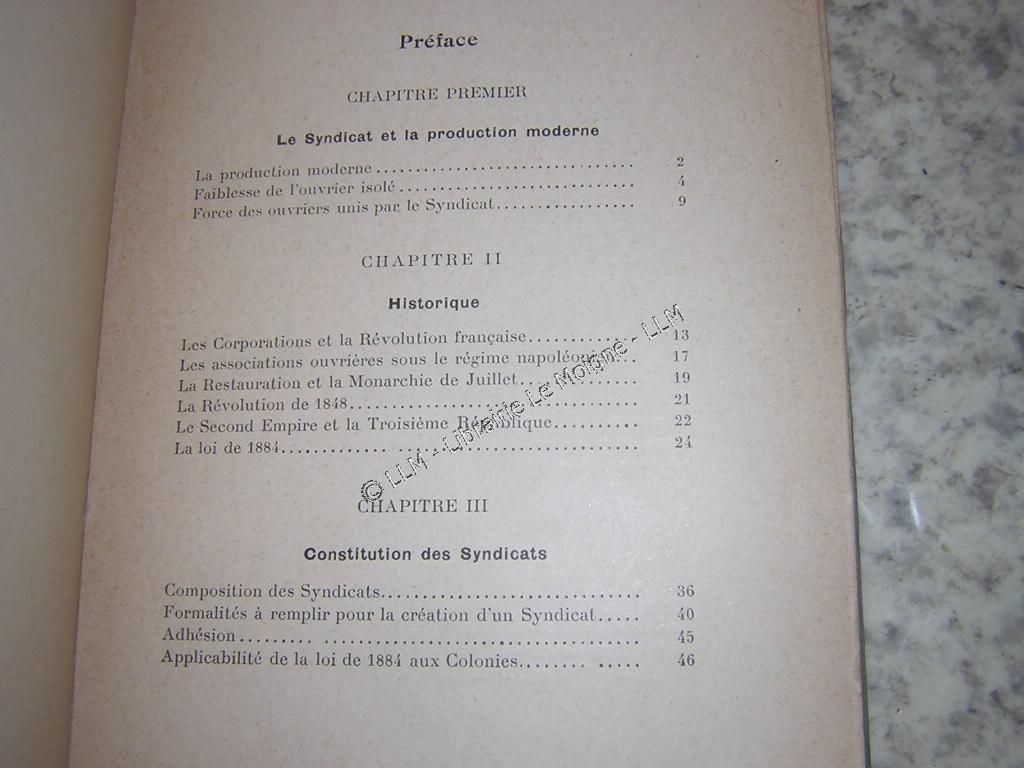 Préface
CHAPITRE PREMIER
Le Syndicat et la production moderne
La production moderne............................. 2
Faiblesse de l'ouvrier isolé............................. 4
Force des ouvriers unis par le Syndicat................. 9
CHAPITRE II
Historique
Les Corporations et la Révolution française............. 13
Les associations ouvrières sous le régime napoléonien... 17
La Restauration et la Monarchie de Juillet.............. 19
La Révolution de 1848................................. 21
Le Second Empire et la Troisième République.......... 22
La loi de 1884............ ........................... 24
© LLM - Librairie Le Moîgne - LLM
CHAPITRE III
Constitution des Syndicats
Composition des Syndicats............................. 36
Formalités à remplir pour la création d'un Syndicat..... 40
Adhésion......... .................................. 45
Applicabilité de la loi de 1884 aux Colonies........ ..... 46